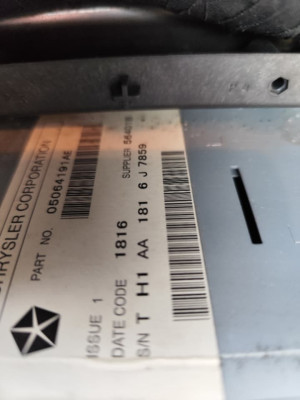 CHRYSLER CORPORATION
PART NO. 05064191AE
SUPPLIER
ISSUE 1
DATE CODE 1816
S/N T H1 AA 181 6 J 7859